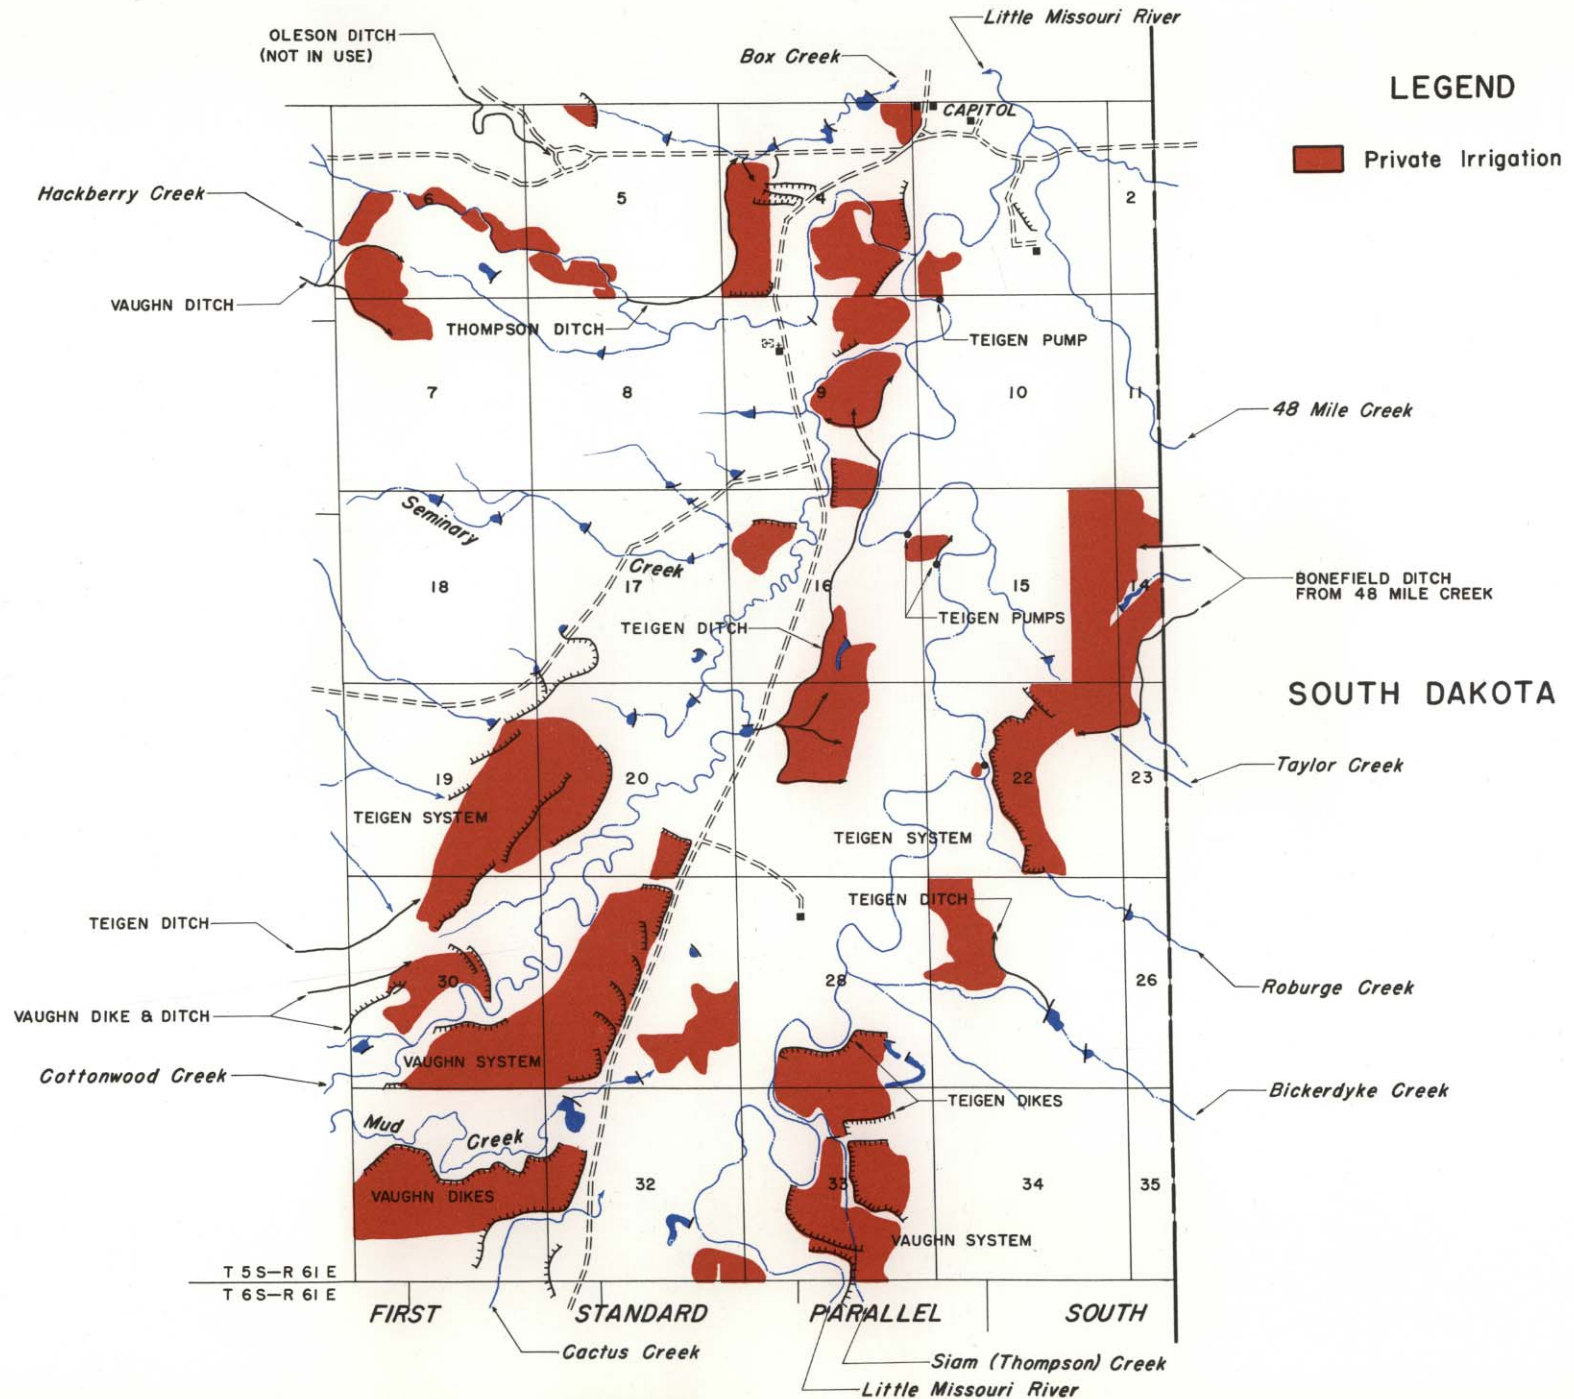 Little Missouri River
OLESON DITCH
(NOT IN USE)
Box Creek
LEGEND
CAPITOL
Private Irrigation
Hackberry Creek
6
5
4
2
VAUGHN DITCH
THOMPSON DITCH
TEIGEN PUMP
7
8
9
10
11
48 Mile Creek
Seminary
Creek
18
17
16
15
14
BONEFIELD DITCH
FROM 48 MILE CREEK
TEIGEN DITCH
TEIGEN PUMPS
SOUTH DAKOTA
Taylor Creek
19
20
22
23
TEIGEN SYSTEM
TEIGEN SYSTEM
TEIGEN DITCH
TEIGEN DITCH
30
28
26
Roburge Creek
VAUGHN DIKE & DITCH
VAUGHN SYSTEM
Cottonwood Creek
TEIGEN DIKES
Bickerdyke Creek
Mud
Creek
VAUGHN DIKES
32
33
34
35
VAUGHN SYSTEM
T 5 S–R 61 E
T 6 S–R 61 E
FIRST STANDARD PARALLEL SOUTH
Cactus Creek
Siam (Thompson) Creek
Little Missouri River